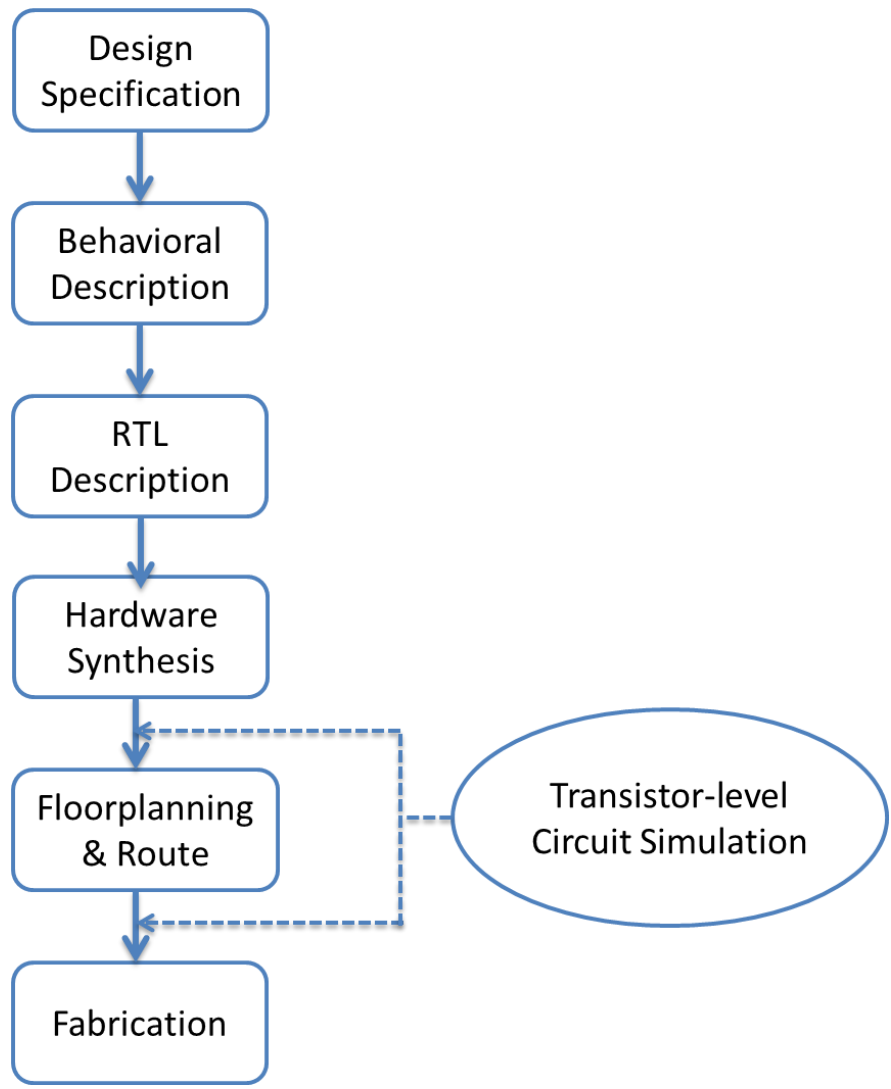 Design
Specification
Behavioral
Description
RTL
Description
Hardware
Synthesis
Floorplanning
& Route
Transistor-level
Circuit Simulation
Fabrication